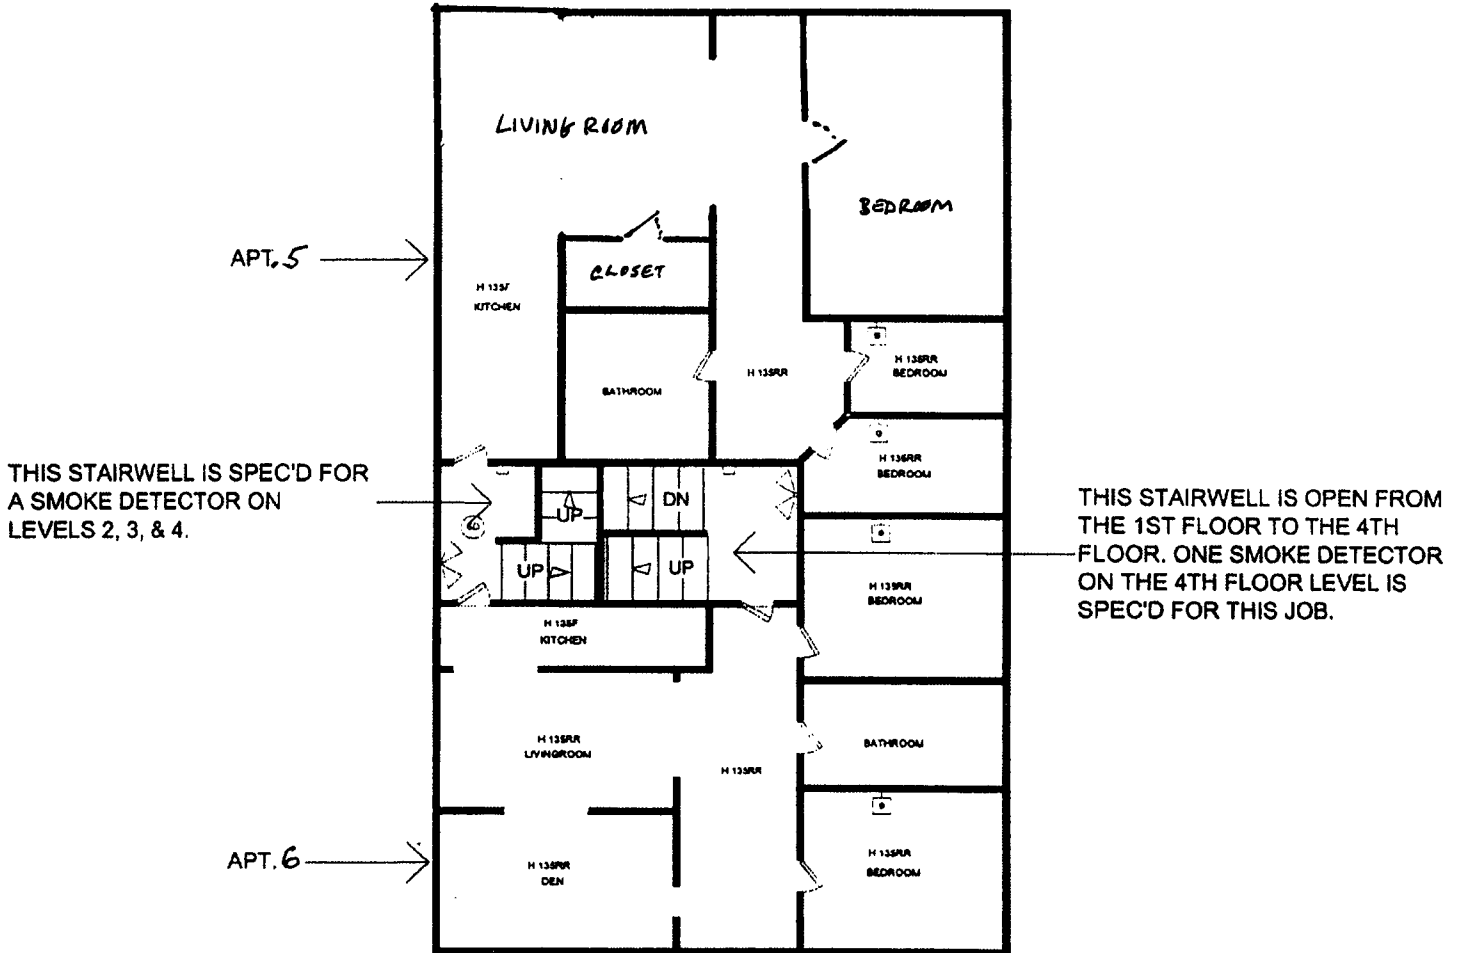 LIVING ROOM
BEDROOM
APT.5
CLOSET
H 135F
KITCHEN
H 135RR
BEDROOM
H 135RR
BATHROOM
H 135RR
BEDROOM
THIS STAIRWELL IS SPEC'D FOR
A SMOKE DETECTOR ON
LEVELS 2, 3, & 4.
UP
DN
UP
UP
THIS STAIRWELL IS OPEN FROM
THE 1ST FLOOR TO THE 4TH
FLOOR. ONE SMOKE DETECTOR
ON THE 4TH FLOOR LEVEL IS
SPEC'D FOR THIS JOB.
H 135RR
BEDROOM
H 135F
KITCHEN
H 135RR
LIVINGROOM
BATHROOM
H 135RR
APT.6
H 135RR
DEN
H 135RR
BEDROOM